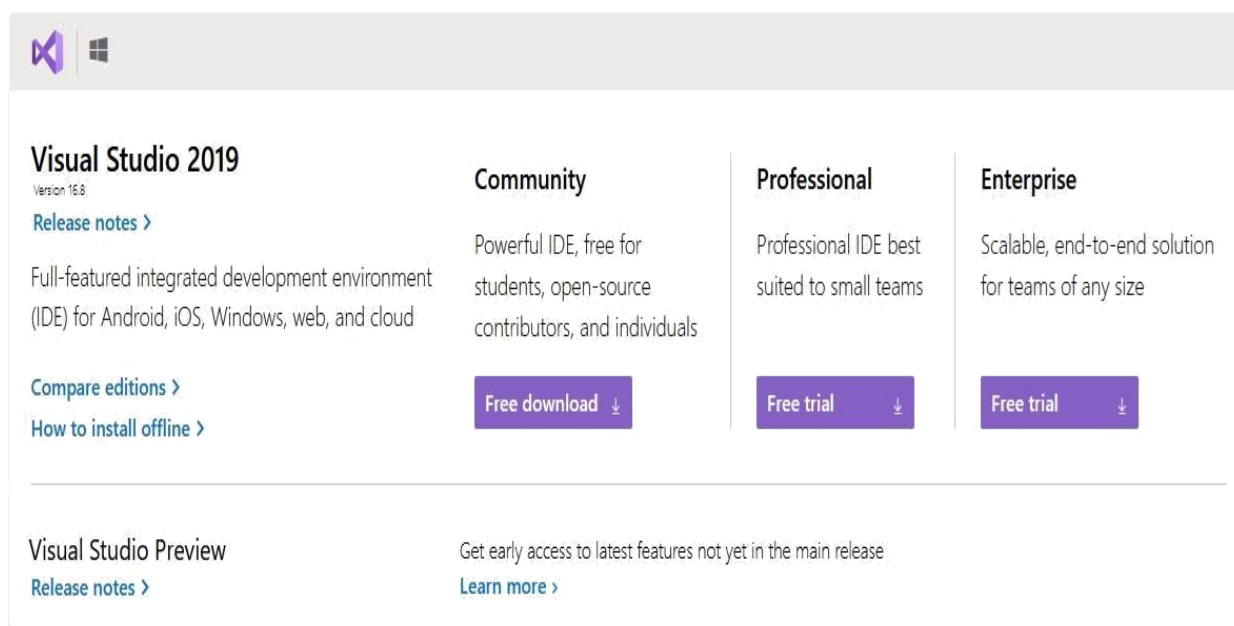 Visual Studio 2019
Version 16.8
Release notes >
Full-featured integrated development environment
(IDE) for Android, iOS, Windows, web, and cloud
Compare editions >
How to install offline >
Community
Powerful IDE, free for
students, open-source
contributors, and individuals
Free download
Professional
Professional IDE best
suited to small teams
Free trial
Enterprise
Scalable, end-to-end solution
for teams of any size
Free trial
Visual Studio Preview
Release notes >
Get early access to latest features not yet in the main release
Learn more >